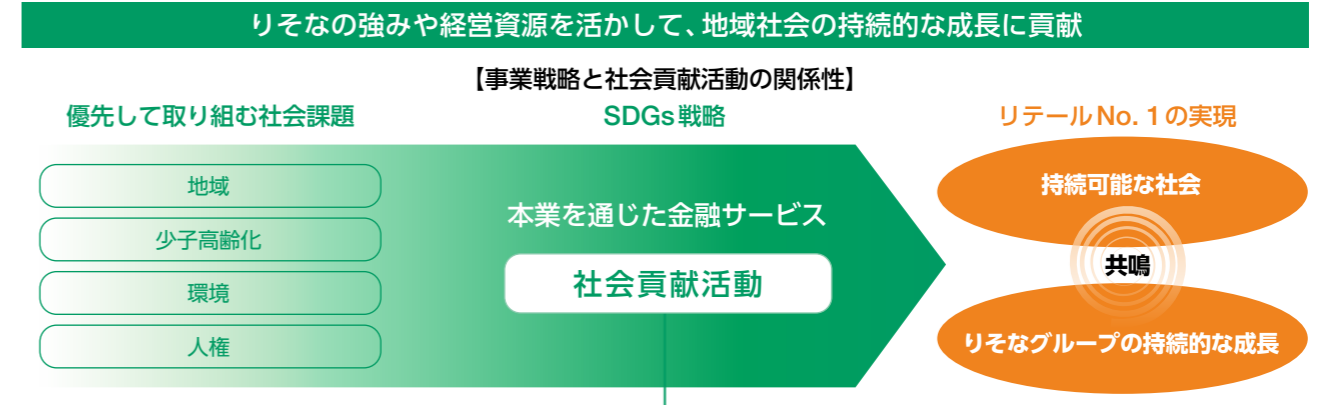 りそなの強みや経営資源を活かして、地域社会の持続的な成長に貢献
【事業戦略と社会貢献活動の関係性】
優先して取り組む社会課題
SDGs戦略
リテールNo. 1の実現
地域
少子高齢化
環境
人権
本業を通じた金融サービス
社会貢献活動
持続可能な社会
共鳴
りそなグループの持続的な成長